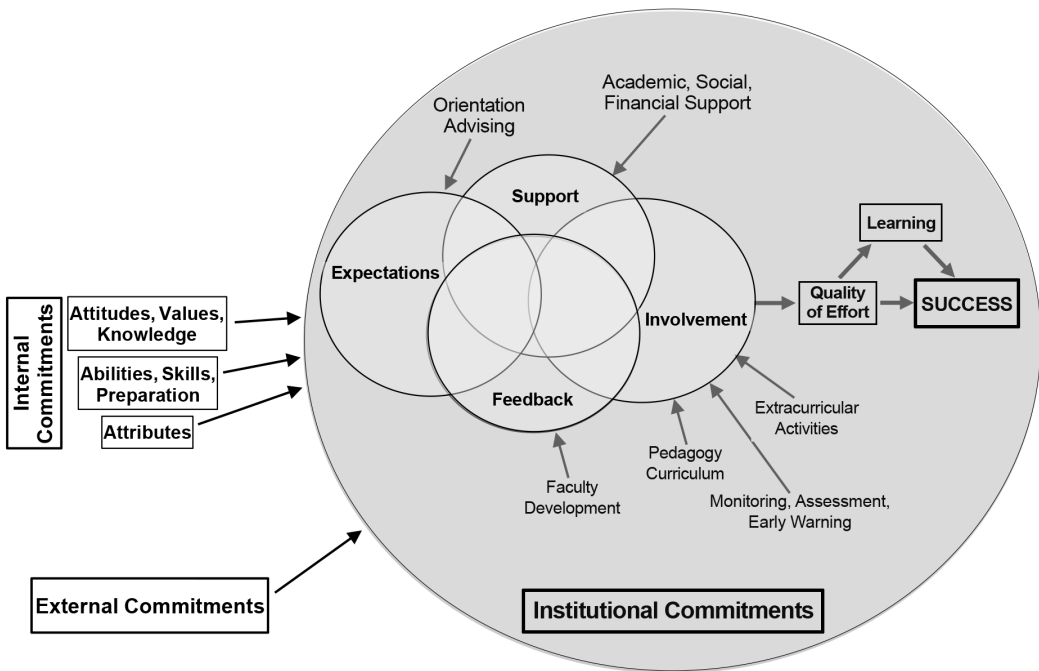 Academic, Social,
Financial Support
Orientation
Advising
Support
Expectations
Involvement
Feedback
Learning
Quality
of Effort
SUCCESS
Internal
Commitments
Attitudes, Values,
Knowledge
Abilities, Skills,
Preparation
Attributes
Extracurricular
Activities
Pedagogy
Curriculum
Monitoring, Assessment,
Early Warning
Faculty
Development
External Commitments
Institutional Commitments